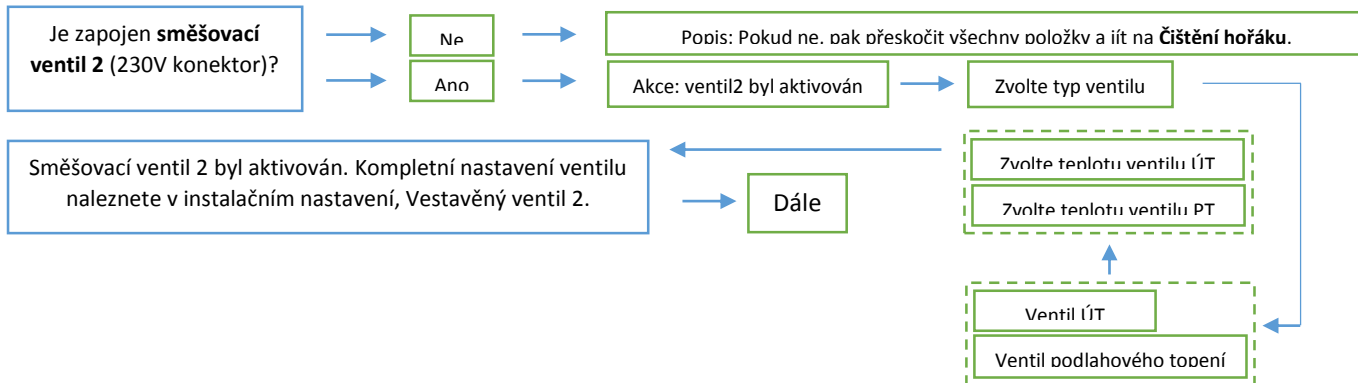 Je zapojen směšovací
ventil 2 (230V konektor)?
Ne
Popis: Pokud ne, pak přeskočit všechny položky a jít na Čištění hořáku.
Ano
Akce: ventil2 byl aktivován
Zvolte typ ventilu
Směšovací ventil 2 byl aktivován. Kompletní nastavení ventilu
naleznete v instalačním nastavení, Vestavěný ventil 2.
Dále
Zvolte teplotu ventilu ÚT
Zvolte teplotu ventilu PT
Ventil ÚT
Ventil podlahového topení